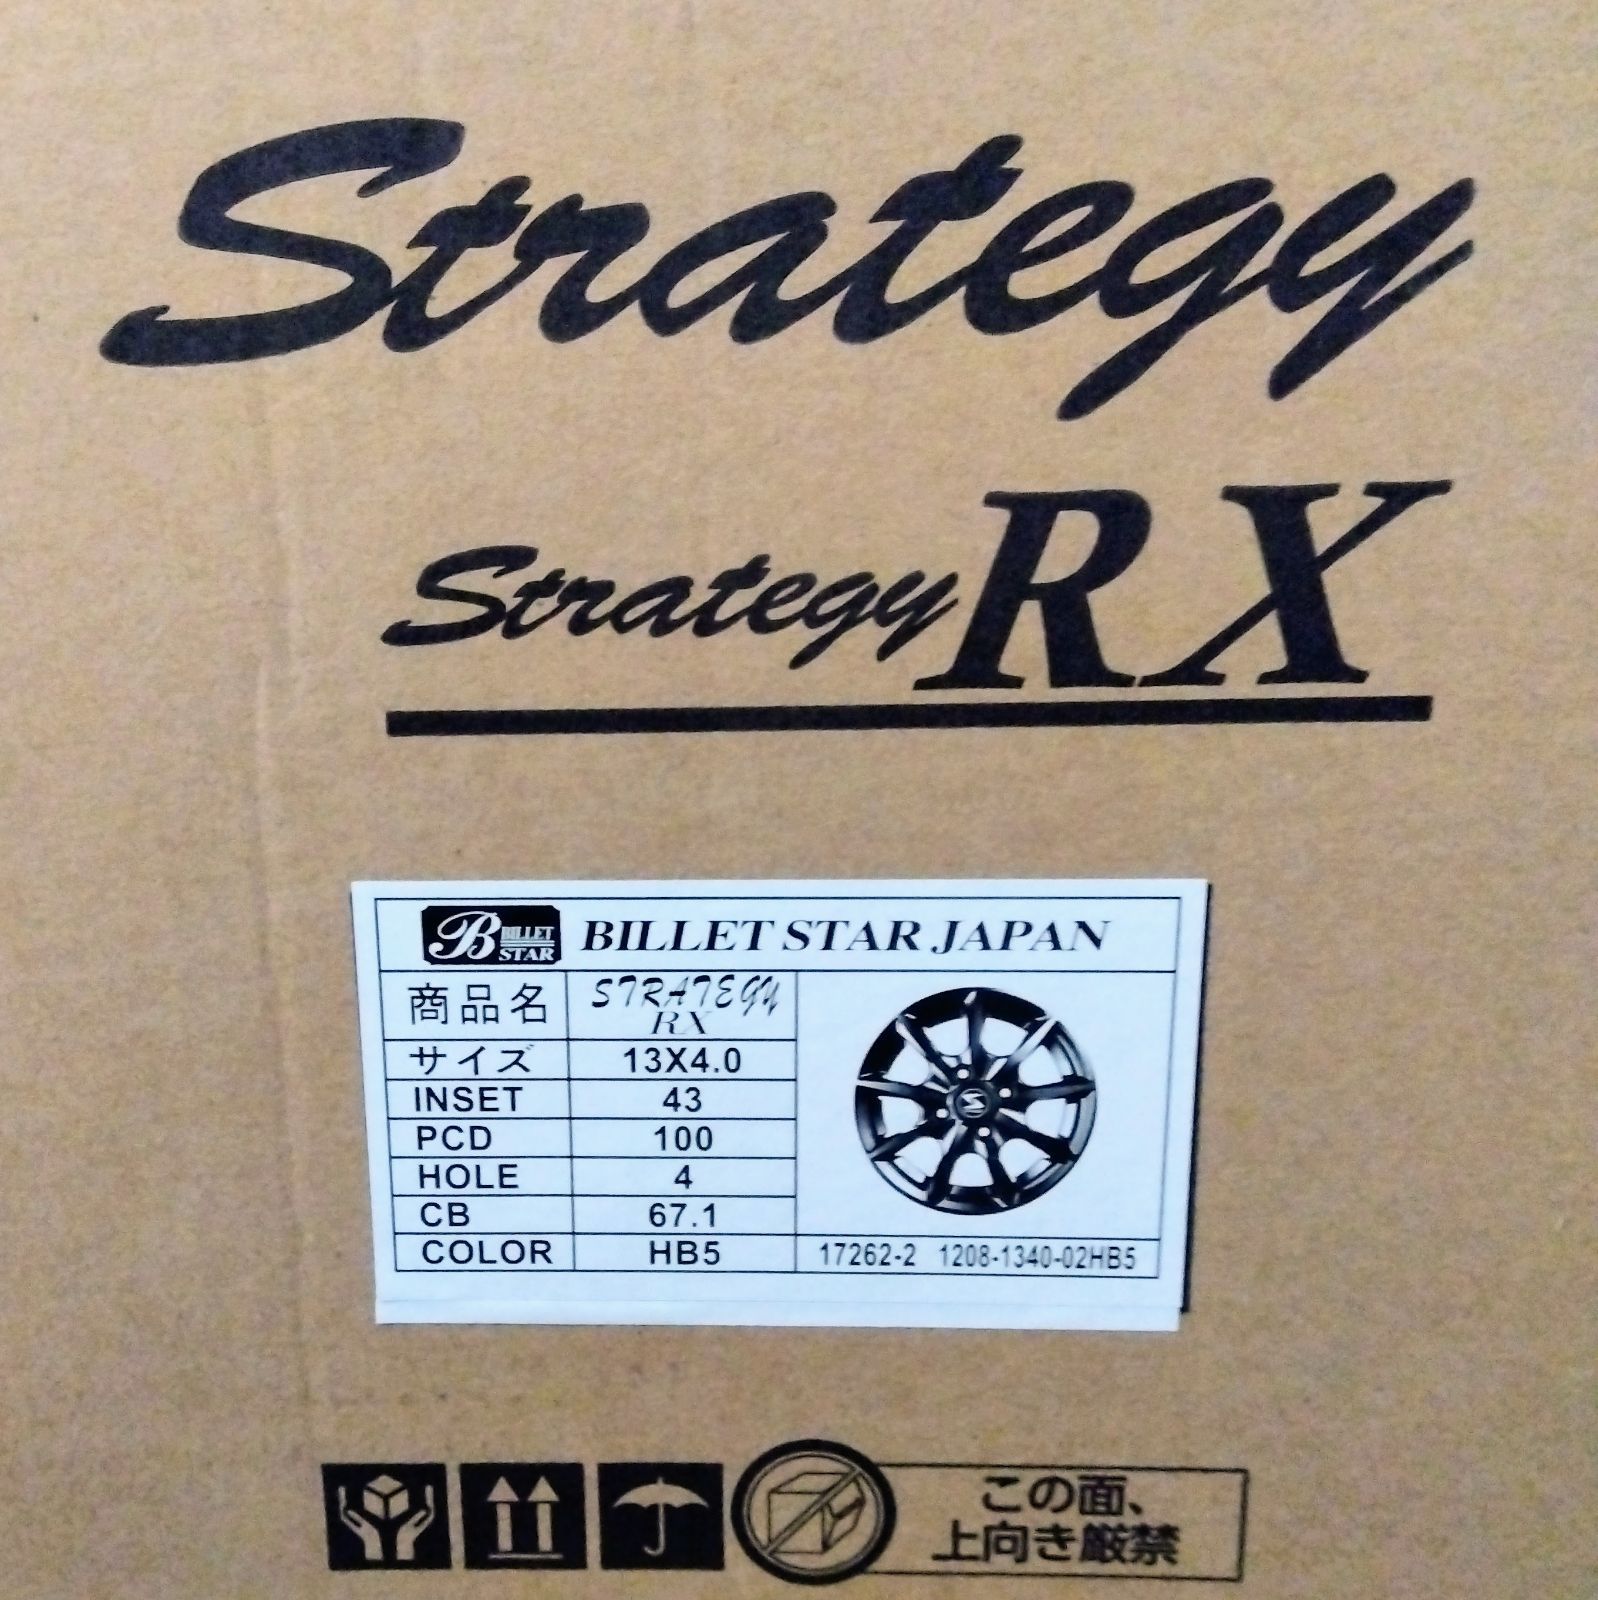 Strategy
Strategy RX
B BILLET STAR BILLET STAR JAPAN
商品名 STRATEGY RX
サイズ 13X4.0
INSET 43
PCD 100
HOLE 4
CB 67.1
COLOR HB5
17262-2 1208-1340-02HB5
この面、
上向き厳禁